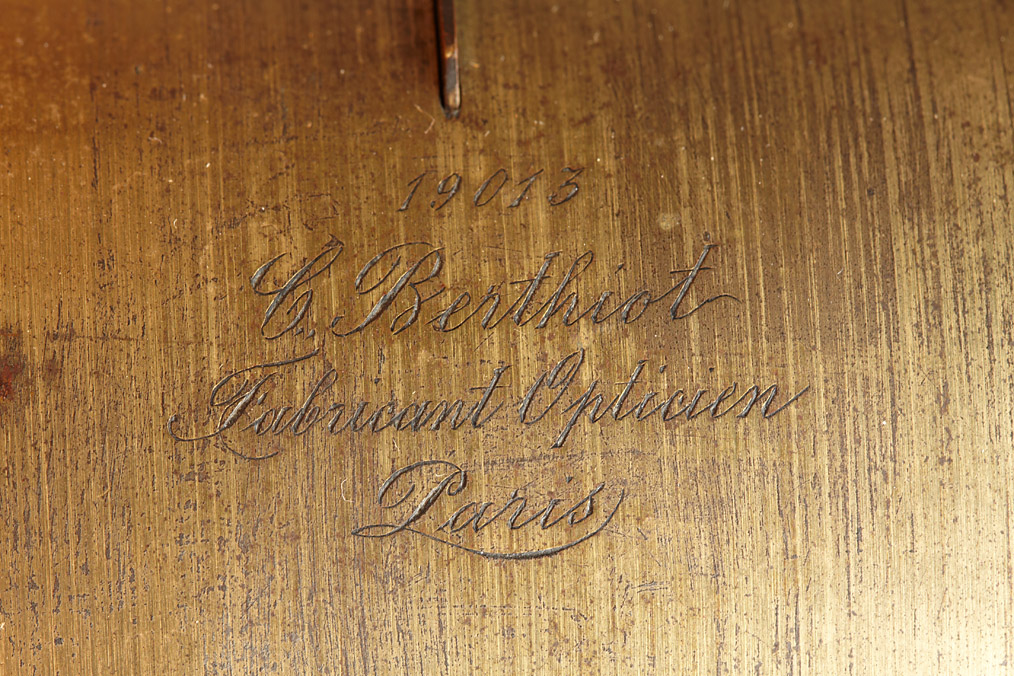 19013
C. Berthiot
Fabricant Opticien
Paris